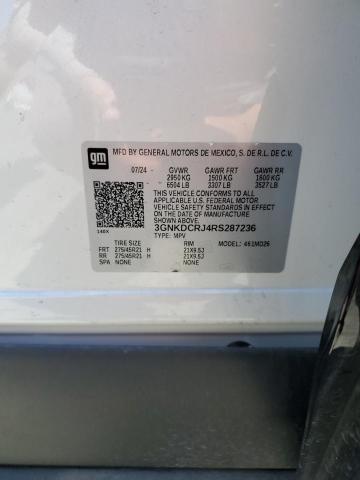 gm
MFD BY GENERAL MOTORS DE MEXICO, S. DE R.L. DE C.V.
07/24 GVWR GAWR FRT GAWR RR
2950 KG 1500 KG 1600 KG
6504 LB 3307 LB 3527 LB
THIS VEHICLE CONFORMS TO ALL
APPLICABLE U.S. FEDERAL MOTOR
VEHICLE SAFETY STANDARDS IN
EFFECT ON THE DATE OF MANUFACTURE
SHOWN ABOVE.
3GNKDCRJ4RS287236
140X TYPE: MPV MODEL: 461MD26
TIRE SIZE RIM
FRT 275/45R21 H 21X9.5J
RR 275/45R21 H 21X9.5J
SPA NONE NONE